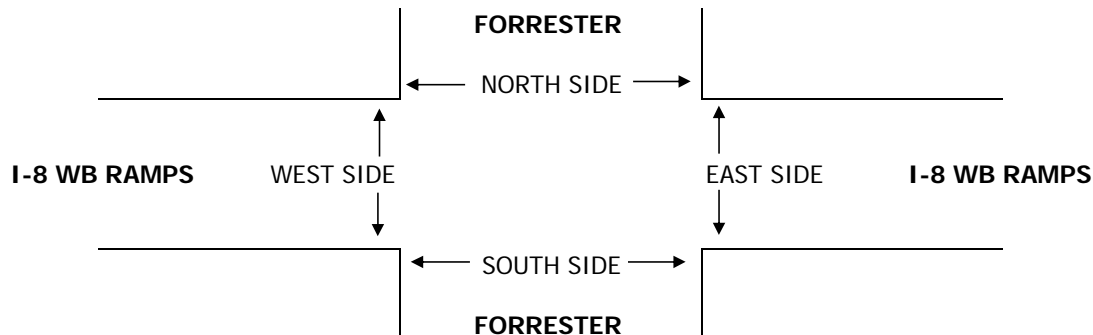 FORRESTER
NORTH SIDE
I-8 WB RAMPS WEST SIDE EAST SIDE I-8 WB RAMPS
SOUTH SIDE
FORRESTER